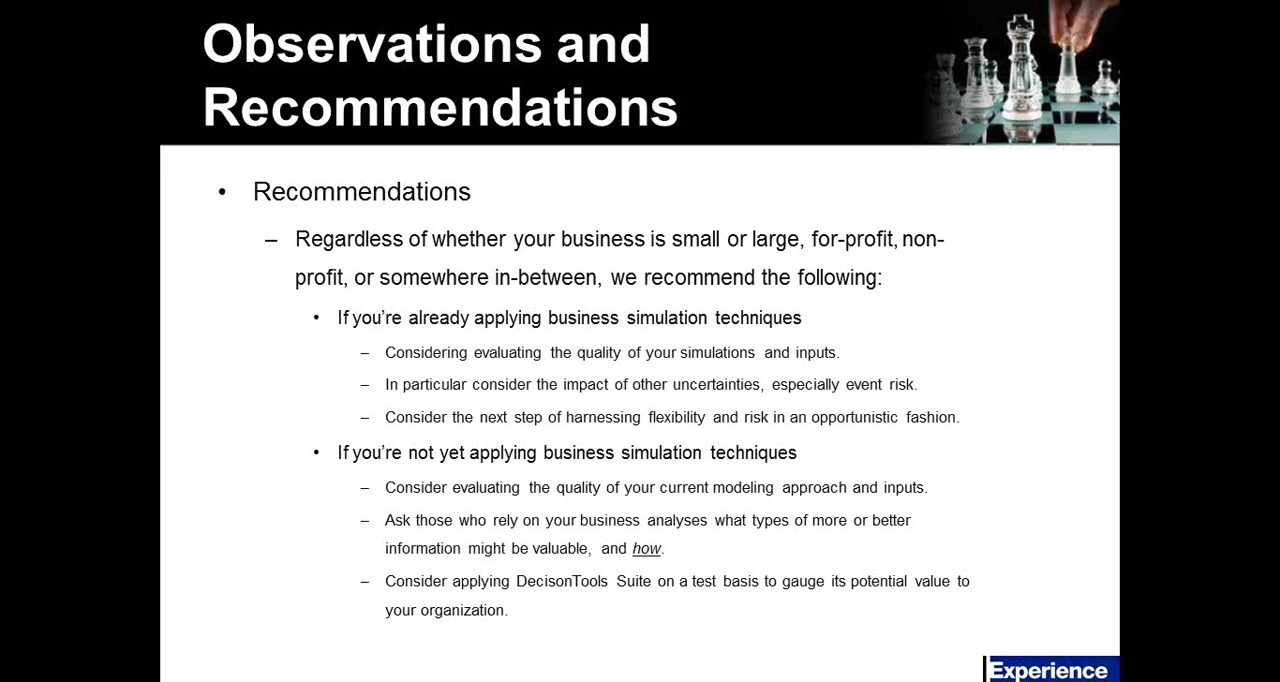 Observations and
Recommendations
• Recommendations
– Regardless of whether your business is small or large, for-profit, non-
profit, or somewhere in-between, we recommend the following:
• If you’re already applying business simulation techniques
– Considering evaluating the quality of your simulations and inputs.
– In particular consider the impact of other uncertainties, especially event risk.
– Consider the next step of harnessing flexibility and risk in an opportunistic fashion.
• If you’re not yet applying business simulation techniques
– Consider evaluating the quality of your current modeling approach and inputs.
– Ask those who rely on your business analyses what types of more or better
information might be valuable, and how.
– Consider applying DecisonTools Suite on a test basis to gauge its potential value to
your organization.
Experience